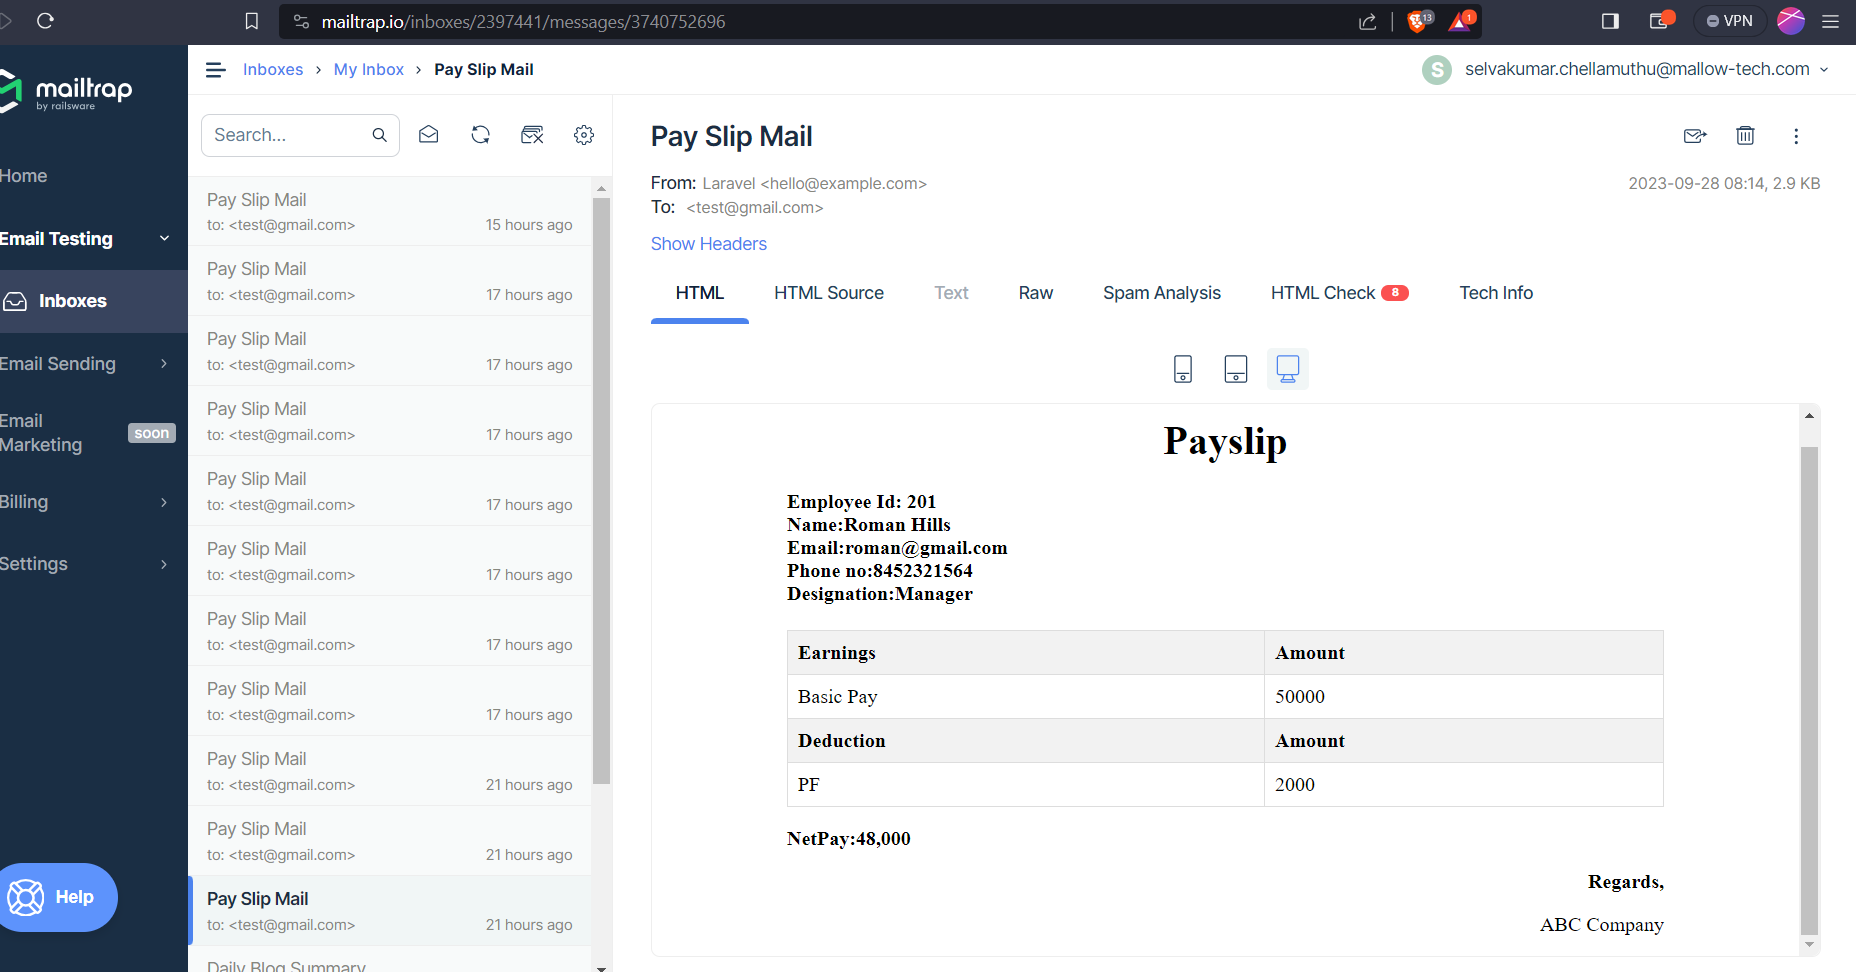 mailtrap.io/inboxes/2397441/messages/3740752696
13
1
VPN
mailtrap
by railsware
Home
Email Testing
Inboxes
Email Sending
Email
Marketing
soon
Billing
Settings
Help
Inboxes › My Inbox › Pay Slip Mail
S
selvakumar.chellamuthu@mallow-tech.com
Search...
Pay Slip Mail
to: <test@gmail.com> 15 hours ago
Pay Slip Mail
to: <test@gmail.com> 17 hours ago
Pay Slip Mail
to: <test@gmail.com> 17 hours ago
Pay Slip Mail
to: <test@gmail.com> 17 hours ago
Pay Slip Mail
to: <test@gmail.com> 17 hours ago
Pay Slip Mail
to: <test@gmail.com> 17 hours ago
Pay Slip Mail
to: <test@gmail.com> 17 hours ago
Pay Slip Mail
to: <test@gmail.com> 17 hours ago
Pay Slip Mail
to: <test@gmail.com> 21 hours ago
Pay Slip Mail
to: <test@gmail.com> 21 hours ago
Pay Slip Mail
to: <test@gmail.com> 21 hours ago
Daily Blog Summary
Pay Slip Mail
From: Laravel <hello@example.com>
2023-09-28 08:14, 2.9 KB
To: <test@gmail.com>
Show Headers
HTML HTML Source Text Raw Spam Analysis HTML Check 8 Tech Info
Payslip
Employee Id: 201
Name:Roman Hills
Email:roman@gmail.com
Phone no:8452321564
Designation:Manager
Earnings Amount
Basic Pay 50000
Deduction Amount
PF 2000
NetPay:48,000
Regards,
ABC Company